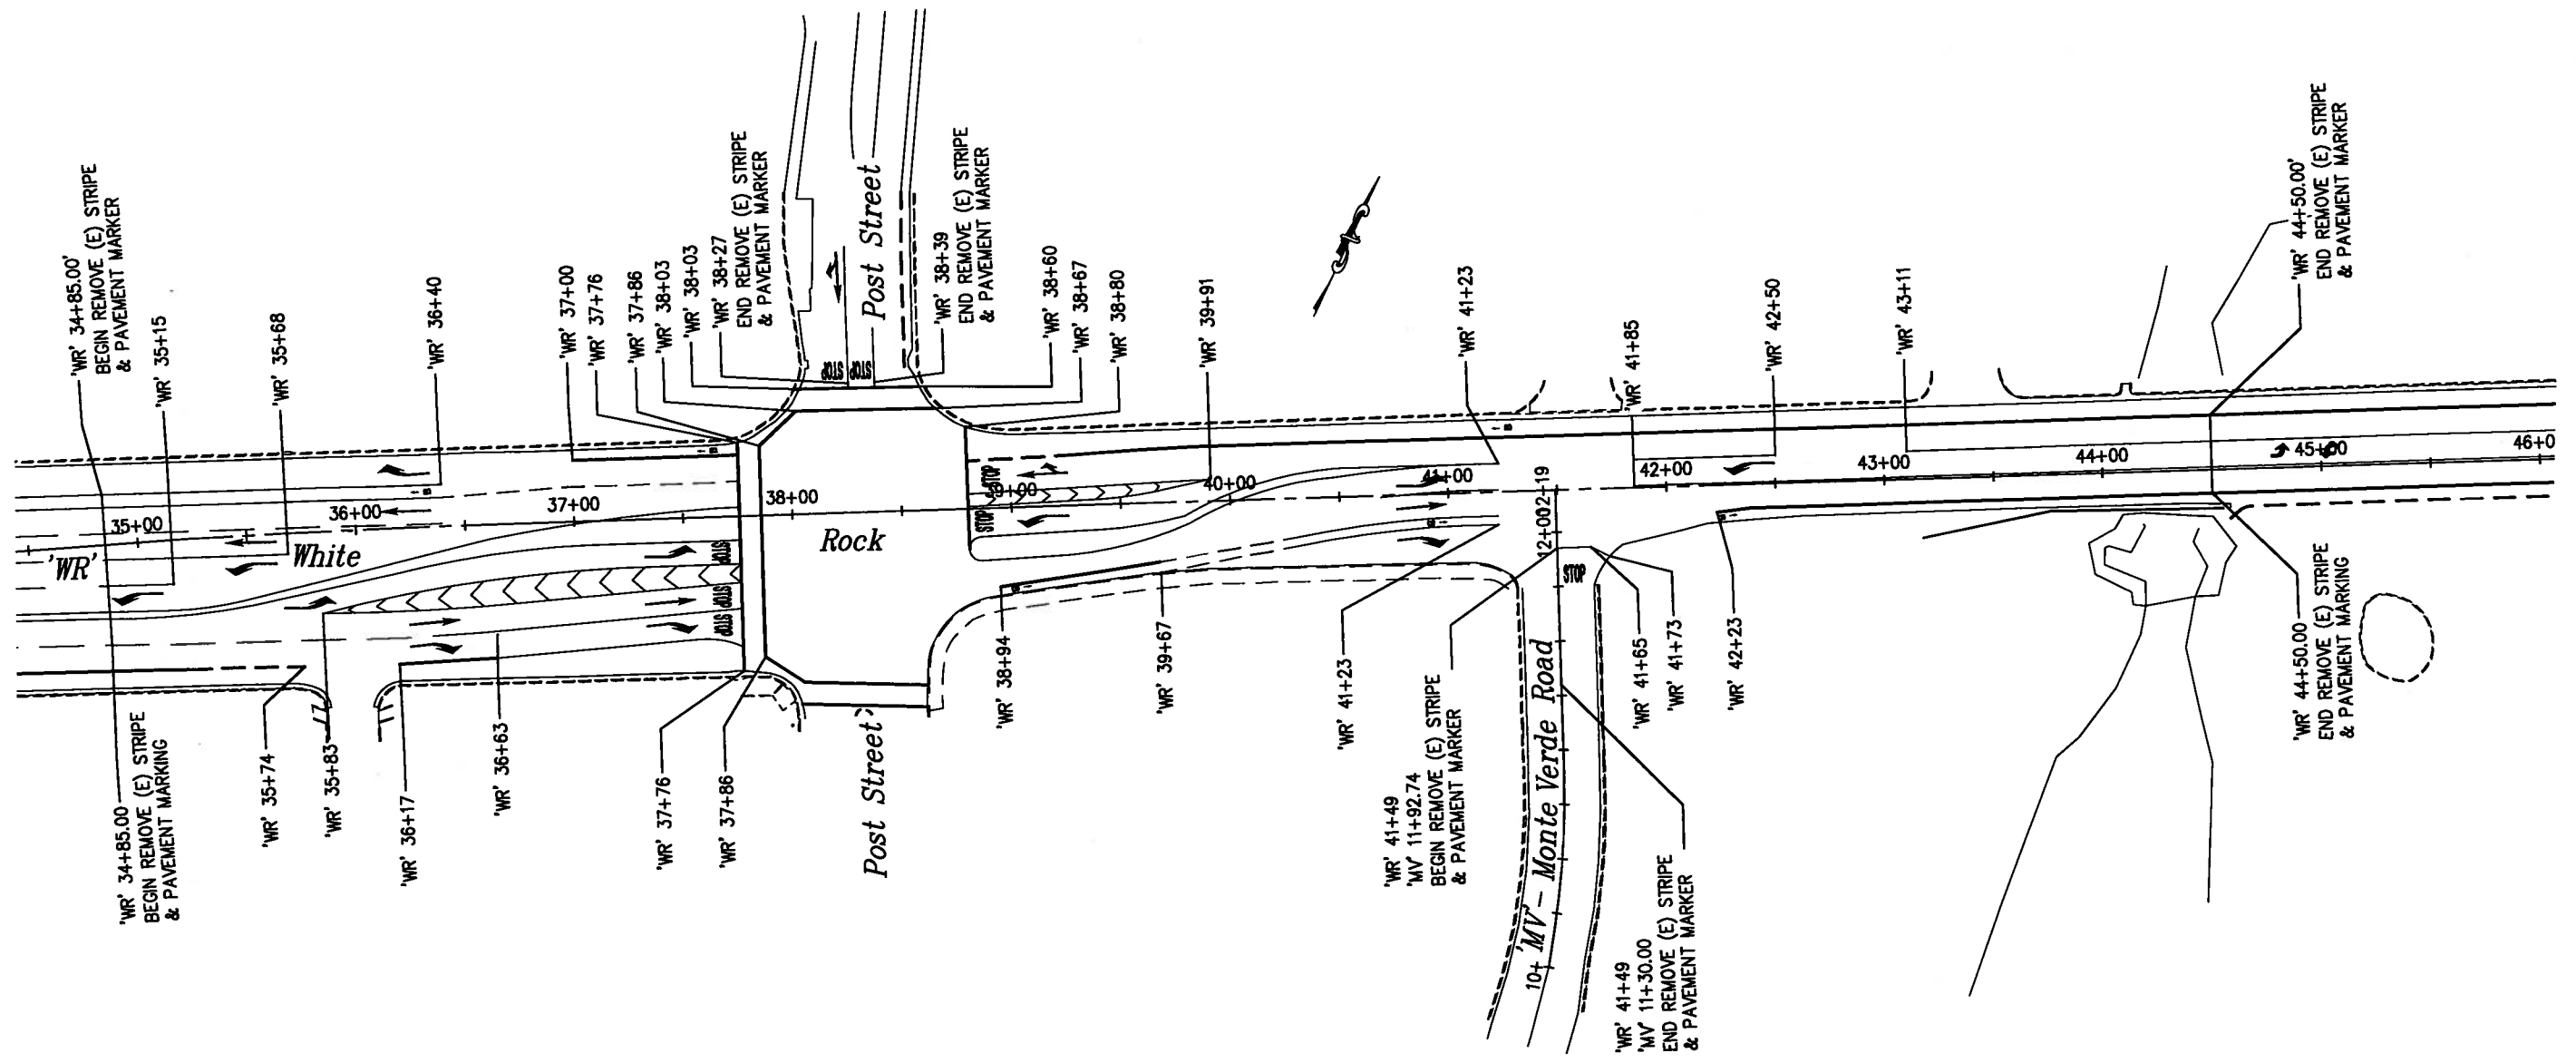 'WR' 34+85.00'
BEGIN REMOVE (E) STRIPE
& PAVEMENT MARKER
'WR' 35+15
'WR' 35+68
'WR' 36+40
'WR' 37+00
'WR' 37+76
'WR' 37+86
'WR' 38+03
'WR' 38+03
'WR' 38+27
END REMOVE (E) STRIPE
& PAVEMENT MARKER
Post Street
'WR' 38+39
END REMOVE (E) STRIPE
& PAVEMENT MARKER
'WR' 38+60
'WR' 38+67
'WR' 38+80
'WR' 39+91
'WR' 41+23
'WR' 41+85
'WR' 42+50
'WR' 43+11
'WR' 44+50.00'
END REMOVE (E) STRIPE
& PAVEMENT MARKER
STOP
STOP
35+00
36+00
37+00
38+00
39+00
40+00
41+00
42+00
43+00
44+00
45+00
46+0
'WR'
White
Rock
STOP
STOP
STOP
STOP
STOP
12+00
02-19
STOP
'WR' 34+85.00
BEGIN REMOVE (E) STRIPE
& PAVEMENT MARKING
'WR' 35+74
'WR' 35+83
'WR' 36+17
'WR' 36+63
'WR' 37+76
'WR' 37+86
Post Street
'WR' 38+94
'WR' 39+67
'WR' 41+23
'WR' 41+49
'MV' 11+92.74
BEGIN REMOVE (E) STRIPE
& PAVEMENT MARKER
10+
'MV' - Monte Verde Road
'WR' 41+49
'MV' 11+30.00
END REMOVE (E) STRIPE
& PAVEMENT MARKER
'WR' 41+65
'WR' 41+73
'WR' 42+23
'WR' 44+50.00
END REMOVE (E) STRIPE
& PAVEMENT MARKING